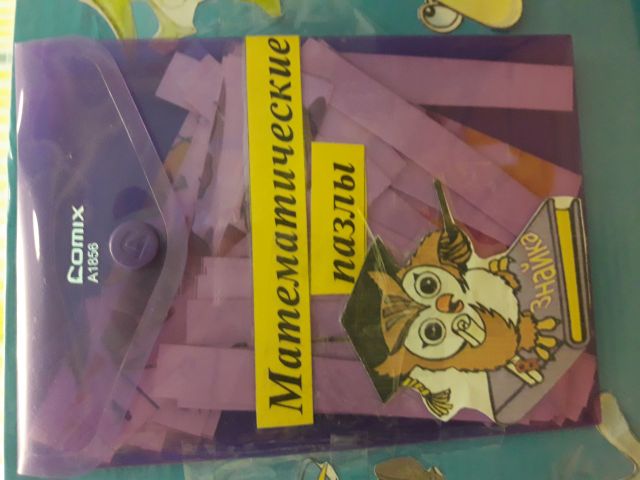 Математические
пазлы
знайка
Comix
A1856